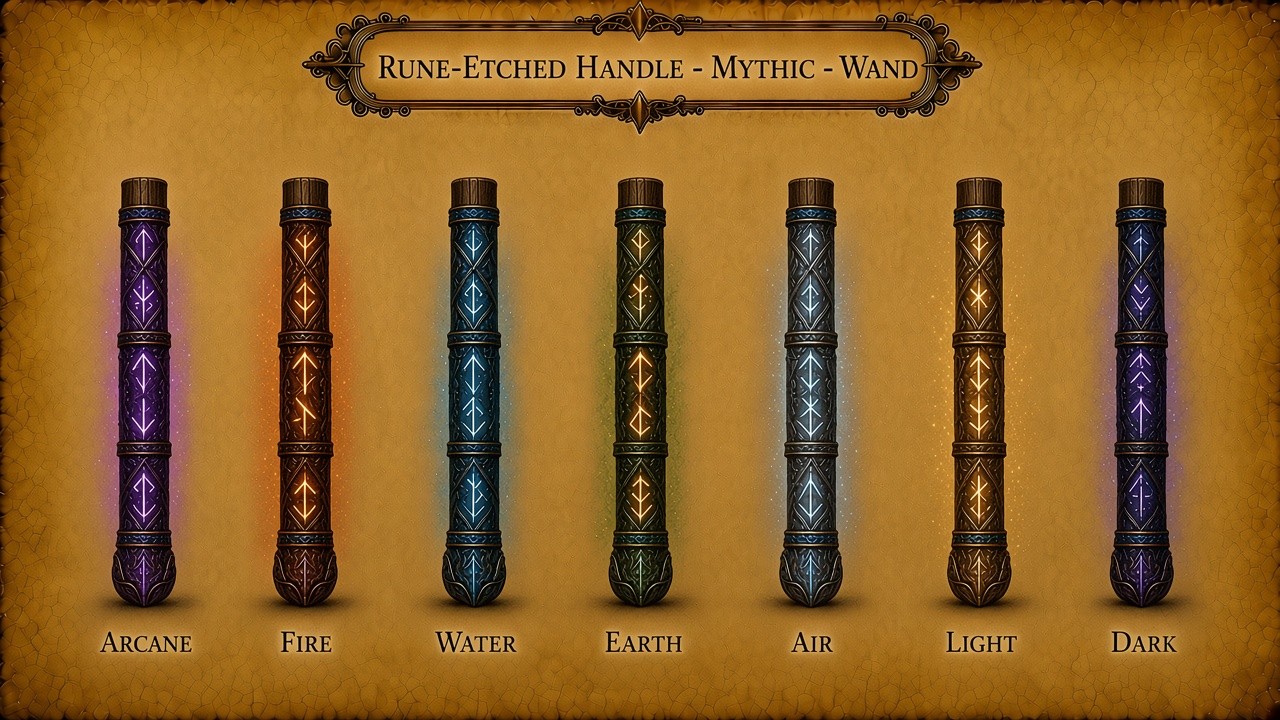 Rune-Etched Handle - Mythic - Wand
Arcane
Fire
Water
Earth
Air
Light
Dark